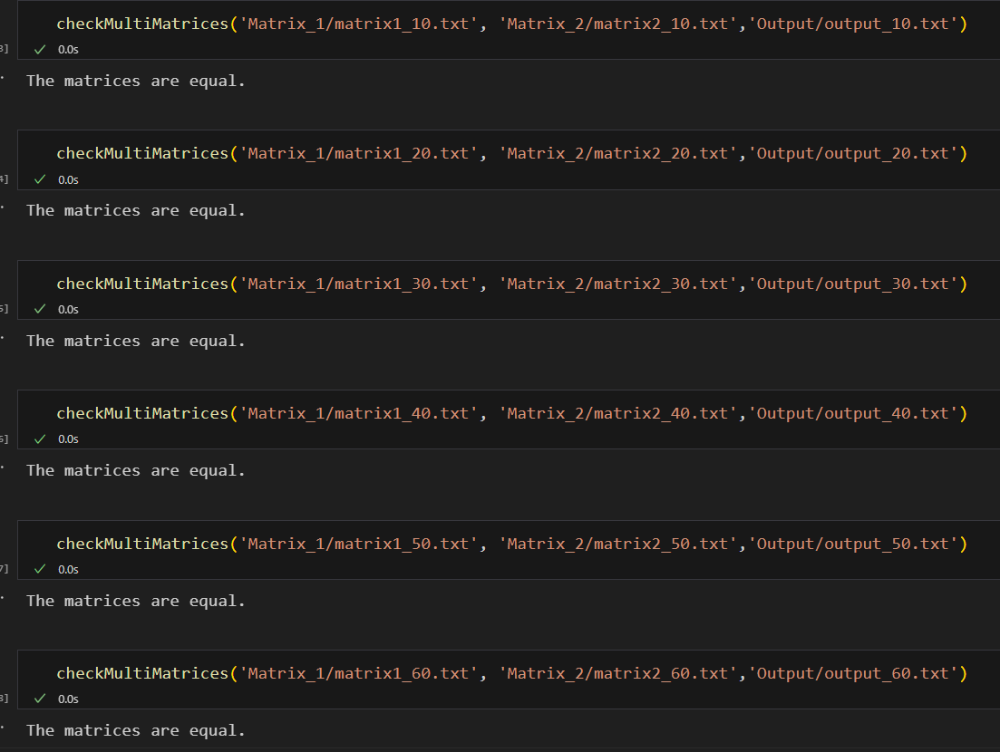 checkMultiMatrices('Matrix_1/matrix1_10.txt', 'Matrix_2/matrix2_10.txt','Output/output_10.txt')
3]
0.0s
The matrices are equal.
checkMultiMatrices('Matrix_1/matrix1_20.txt', 'Matrix_2/matrix2_20.txt','Output/output_20.txt')
4]
0.0s
The matrices are equal.
checkMultiMatrices('Matrix_1/matrix1_30.txt', 'Matrix_2/matrix2_30.txt','Output/output_30.txt')
5]
0.0s
The matrices are equal.
checkMultiMatrices('Matrix_1/matrix1_40.txt', 'Matrix_2/matrix2_40.txt','Output/output_40.txt')
6]
0.0s
The matrices are equal.
checkMultiMatrices('Matrix_1/matrix1_50.txt', 'Matrix_2/matrix2_50.txt','Output/output_50.txt')
7]
0.0s
The matrices are equal.
checkMultiMatrices('Matrix_1/matrix1_60.txt', 'Matrix_2/matrix2_60.txt','Output/output_60.txt')
8]
0.0s
The matrices are equal.